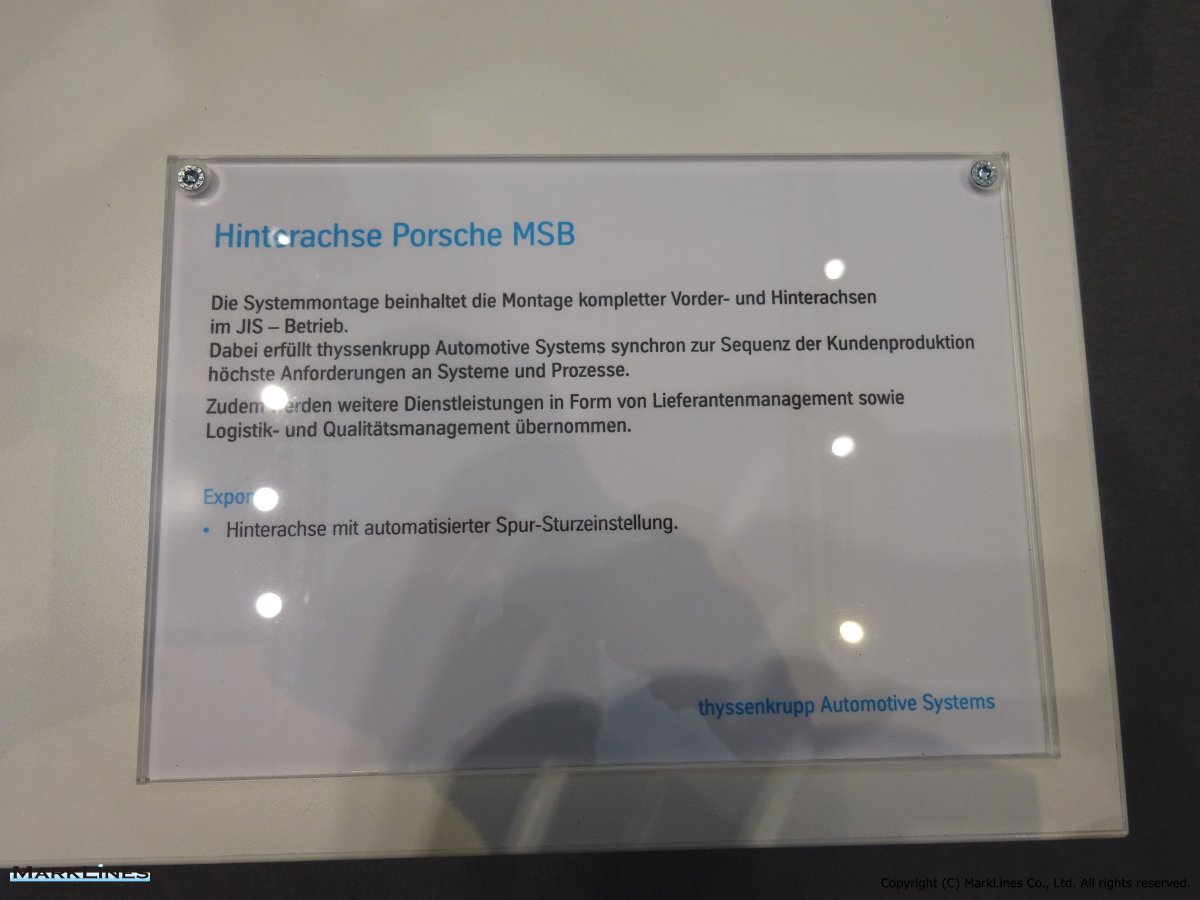 Hinterachse Porsche MSB
Die Systemmontage beinhaltet die Montage kompletter Vorder- und Hinterachsen
im JIS – Betrieb.
Dabei erfüllt thyssenkrupp Automotive Systems synchron zur Sequenz der Kundenproduktion
höchste Anforderungen an Systeme und Prozesse.
Zudem werden weitere Dienstleistungen in Form von Lieferantenmanagement sowie
Logistik- und Qualitätsmanagement übernommen.
• Hinterachse mit automatisierter Spur-Sturzeinstellung.
thyssenkrupp Automotive Systems
MARKLINES
Copyright (C) MarkLines Co., Ltd. All rights reserved.